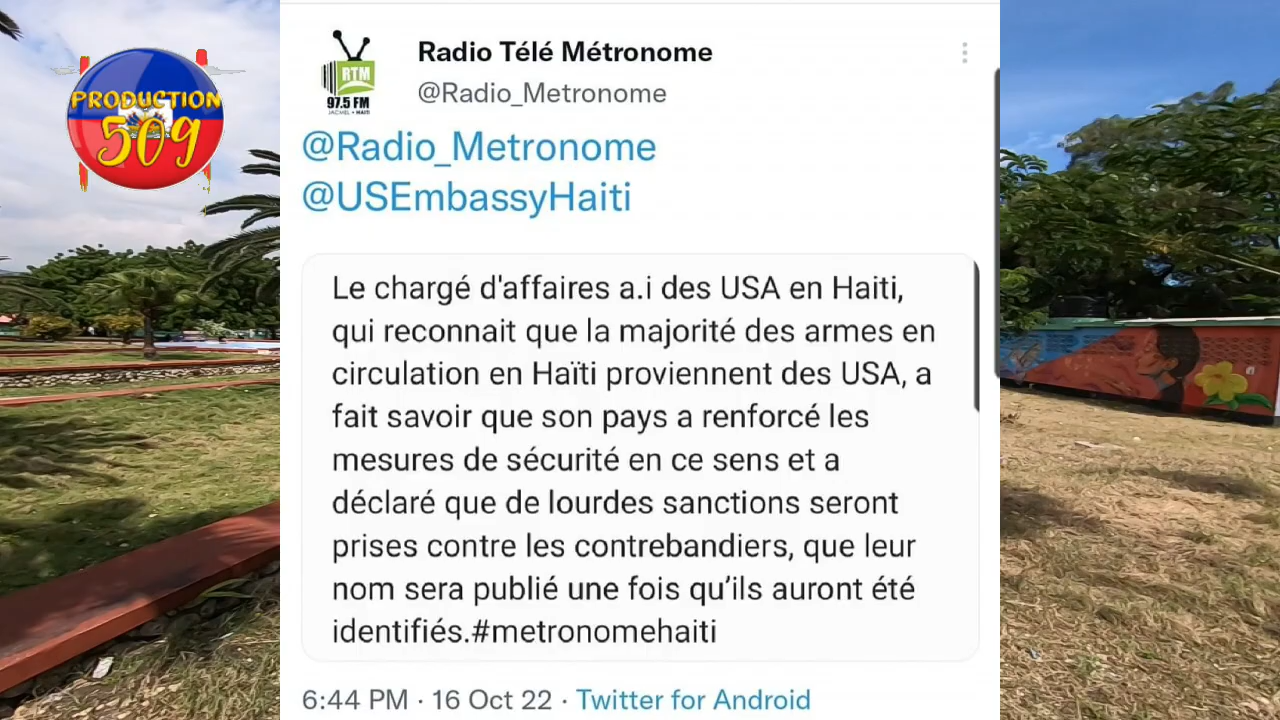 PRODUCTION
509
RTM
97.5 FM
JACMEL • HAITI
Radio Télé Métronome
@Radio_Metronome
@Radio_Metronome
@USEmbassyHaiti
Le chargé d'affaires a.i des USA en Haiti,
qui reconnait que la majorité des armes en
circulation en Haïti proviennent des USA, a
fait savoir que son pays a renforcé les
mesures de sécurité en ce sens et a
déclaré que de lourdes sanctions seront
prises contre les contrebandiers, que leur
nom sera publié une fois qu’ils auront été
identifiés.#metronomehaiti
6:44 PM · 16 Oct 22 · Twitter for Android